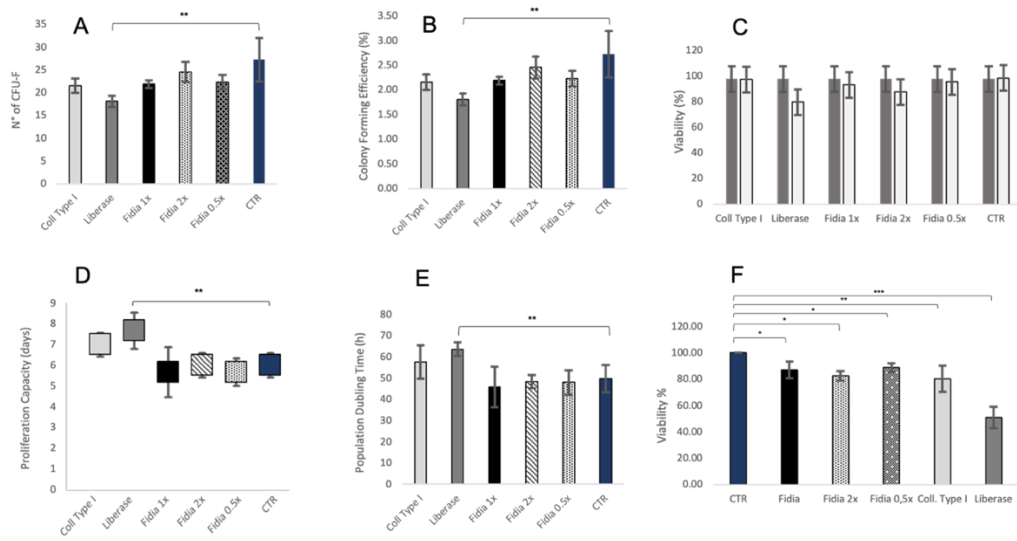 A
**
N° of CFU-F
35
30
25
20
15
10
5
0
Coll Type I
Liberase
Fidia 1x
Fidia 2x
Fidia 0.5x
CTR
B
**
Colony Forming Efficiency (%)
3.50
3.00
2.50
2.00
1.50
1.00
0.50
0.00
Coll Type I
Liberase
Fidia 1x
Fidia 2x
Fidia 0.5x
CTR
C
Viability (%)
120
100
80
60
40
20
0
Coll Type I Liberase Fidia 1x Fidia 2x Fidia 0.5x CTR
D
**
Proliferation Capacity (days)
9
8
7
6
5
4
3
2
1
0
Coll Type I
Liberase
Fidia 1x
Fidia 2x
Fidia 0.5x
CTR
E
**
Population Dubling Time (h)
80
70
60
50
40
30
20
10
0
Coll Type I
Liberase
Fidia 1x
Fidia 2x
Fidia 0.5x
CTR
F
***
**
*
*
*
Viability %
120.00
100.00
80.00
60.00
40.00
20.00
0.00
CTR Fidia Fidia 2x Fidia 0,5x Coll. Type I Liberase